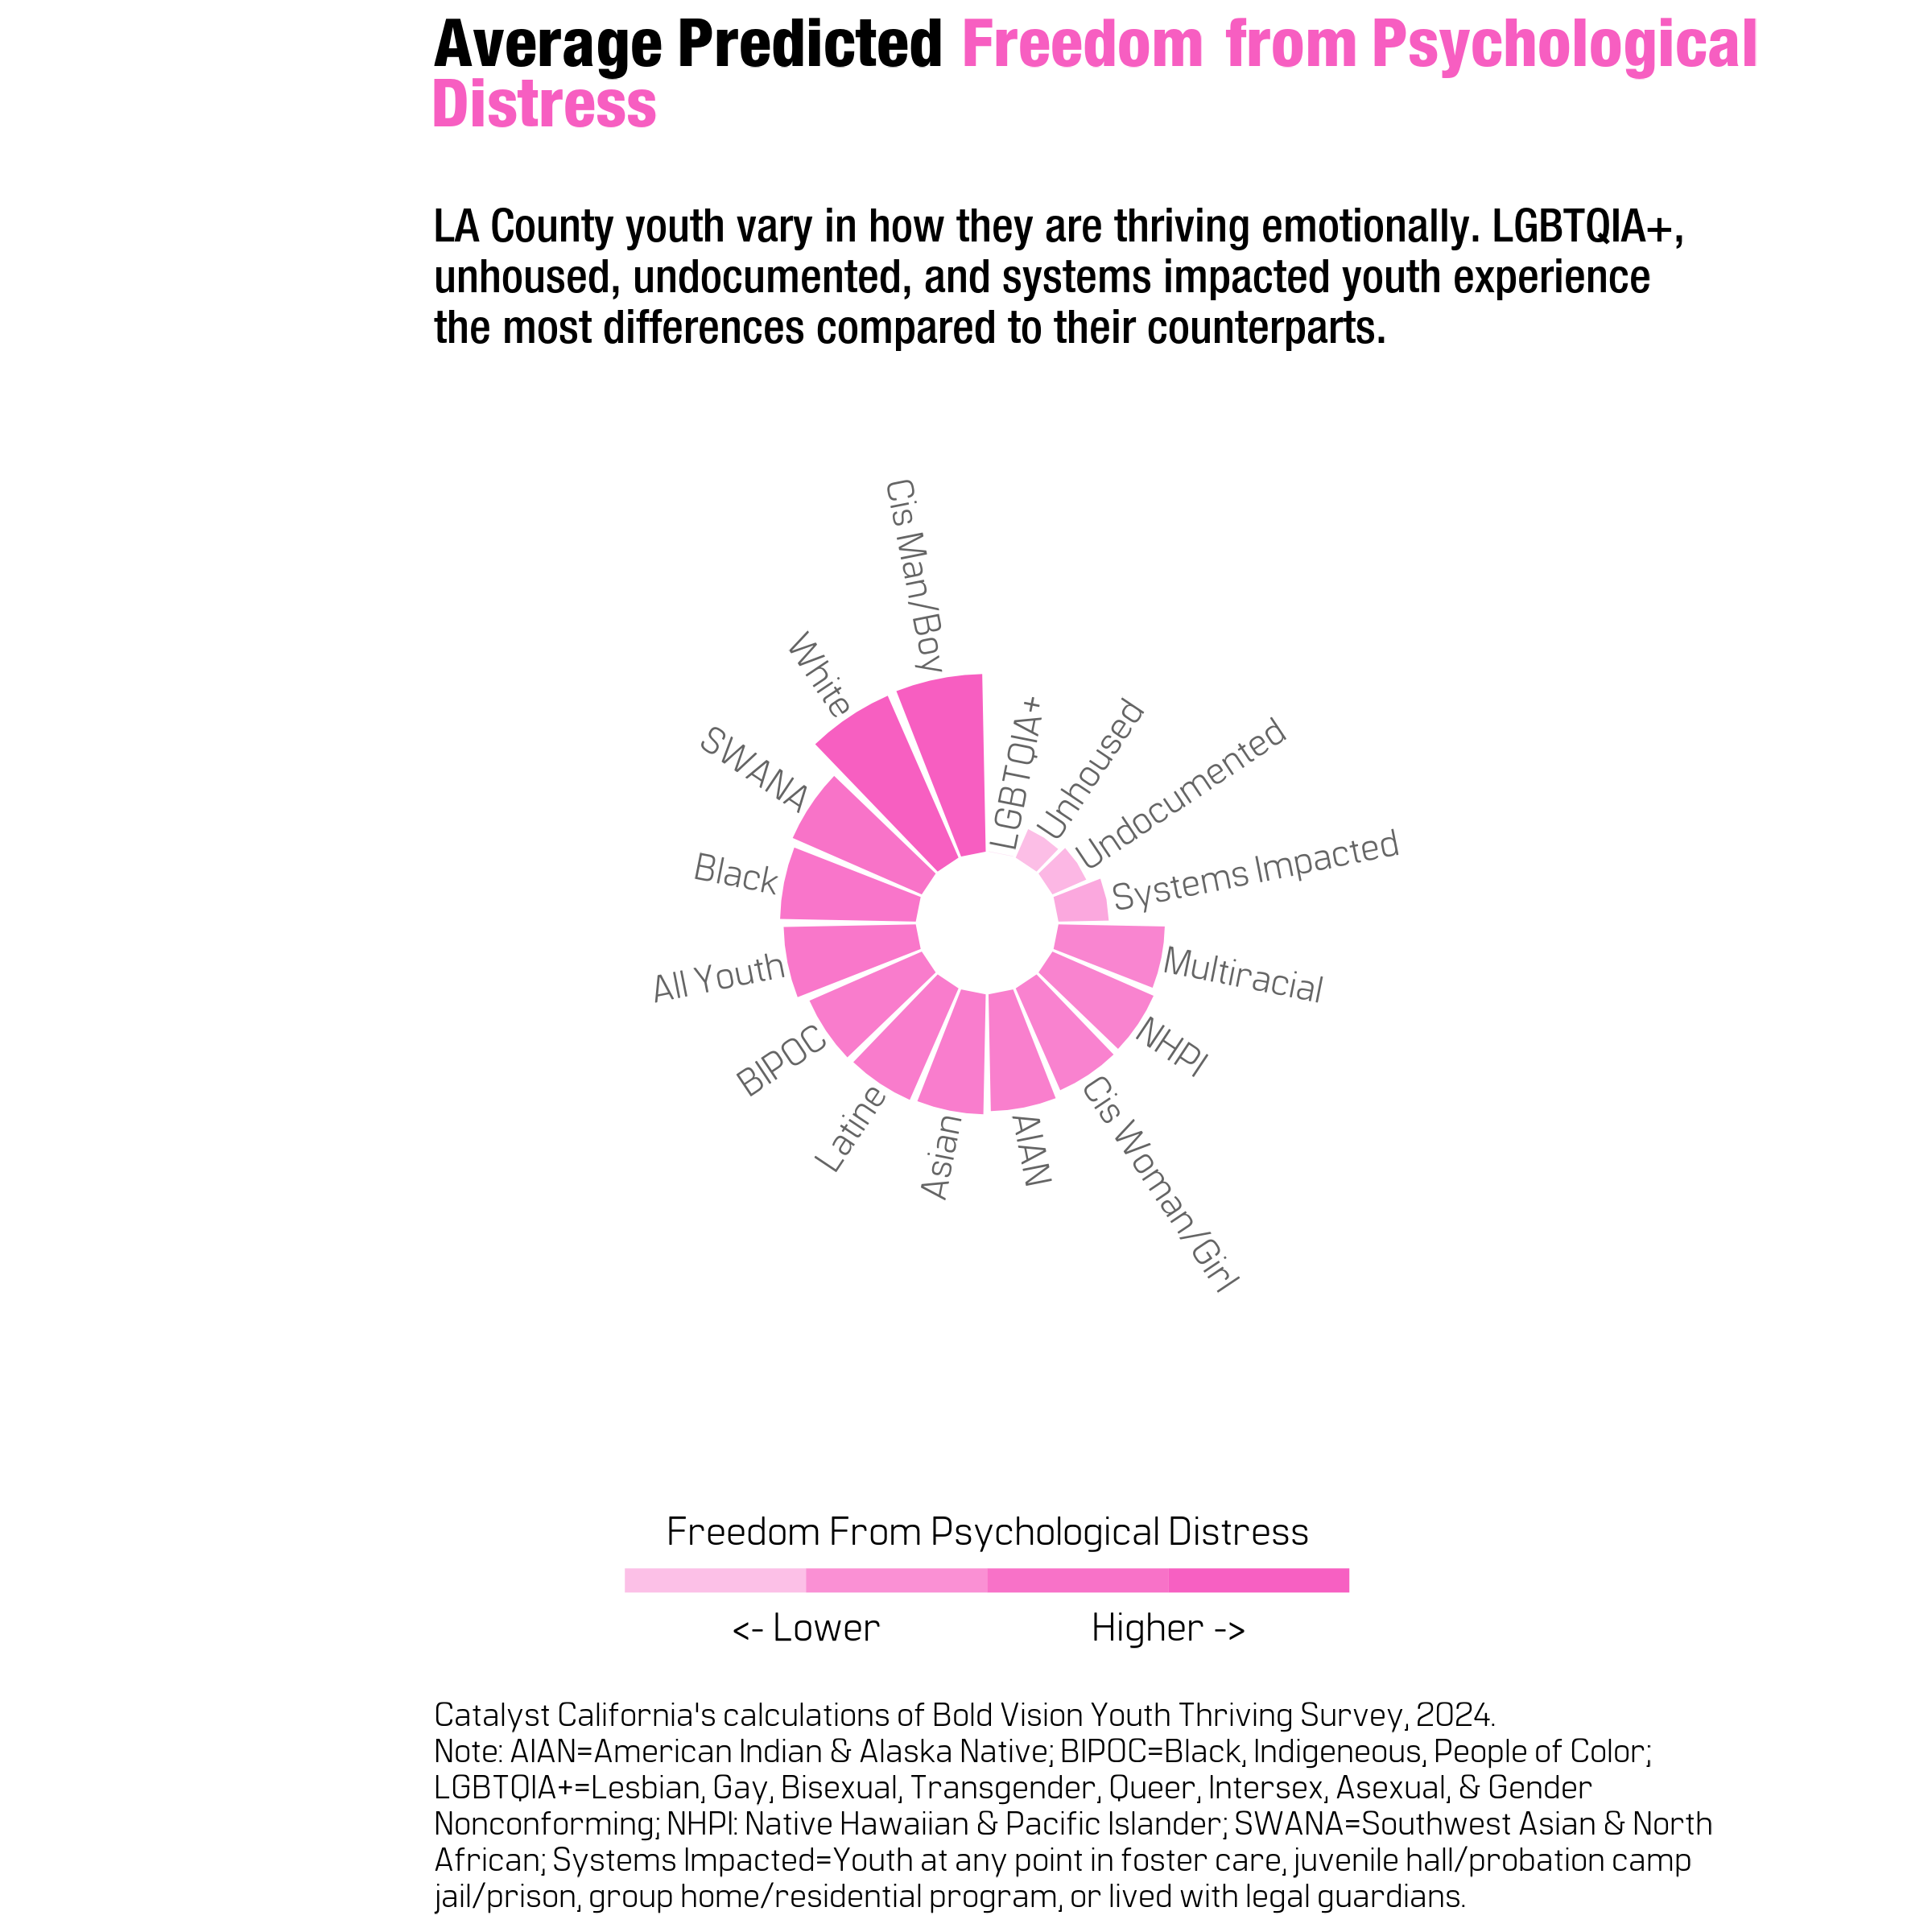 Average Predicted Freedom from Psychological
Distress
LA County youth vary in how they are thriving emotionally. LGBTQIA+,
unhoused, undocumented, and systems impacted youth experience
the most differences compared to their counterparts.
Cis Man/Boy
White
SWANA
Black
All Youth
BIPOC
Latine
Asian
AIAN
Cis Woman/Girl
NHPI
Multiracial
Systems Impacted
Undocumented
Unhoused
LGBTQIA+
Freedom From Psychological Distress
<- Lower
Higher ->
Catalyst California's calculations of Bold Vision Youth Thriving Survey, 2024.
Note: AIAN=American Indian & Alaska Native; BIPOC=Black, Indigeneous, People of Color;
LGBTQIA+=Lesbian, Gay, Bisexual, Transgender, Queer, Intersex, Asexual, & Gender
Nonconforming; NHPI: Native Hawaiian & Pacific Islander; SWANA=Southwest Asian & North
African; Systems Impacted=Youth at any point in foster care, juvenile hall/probation camp
jail/prison, group home/residential program, or lived with legal guardians.